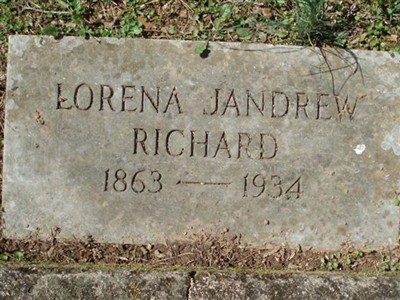 LORENA JANDREW
RICHARD
1863 — 1934